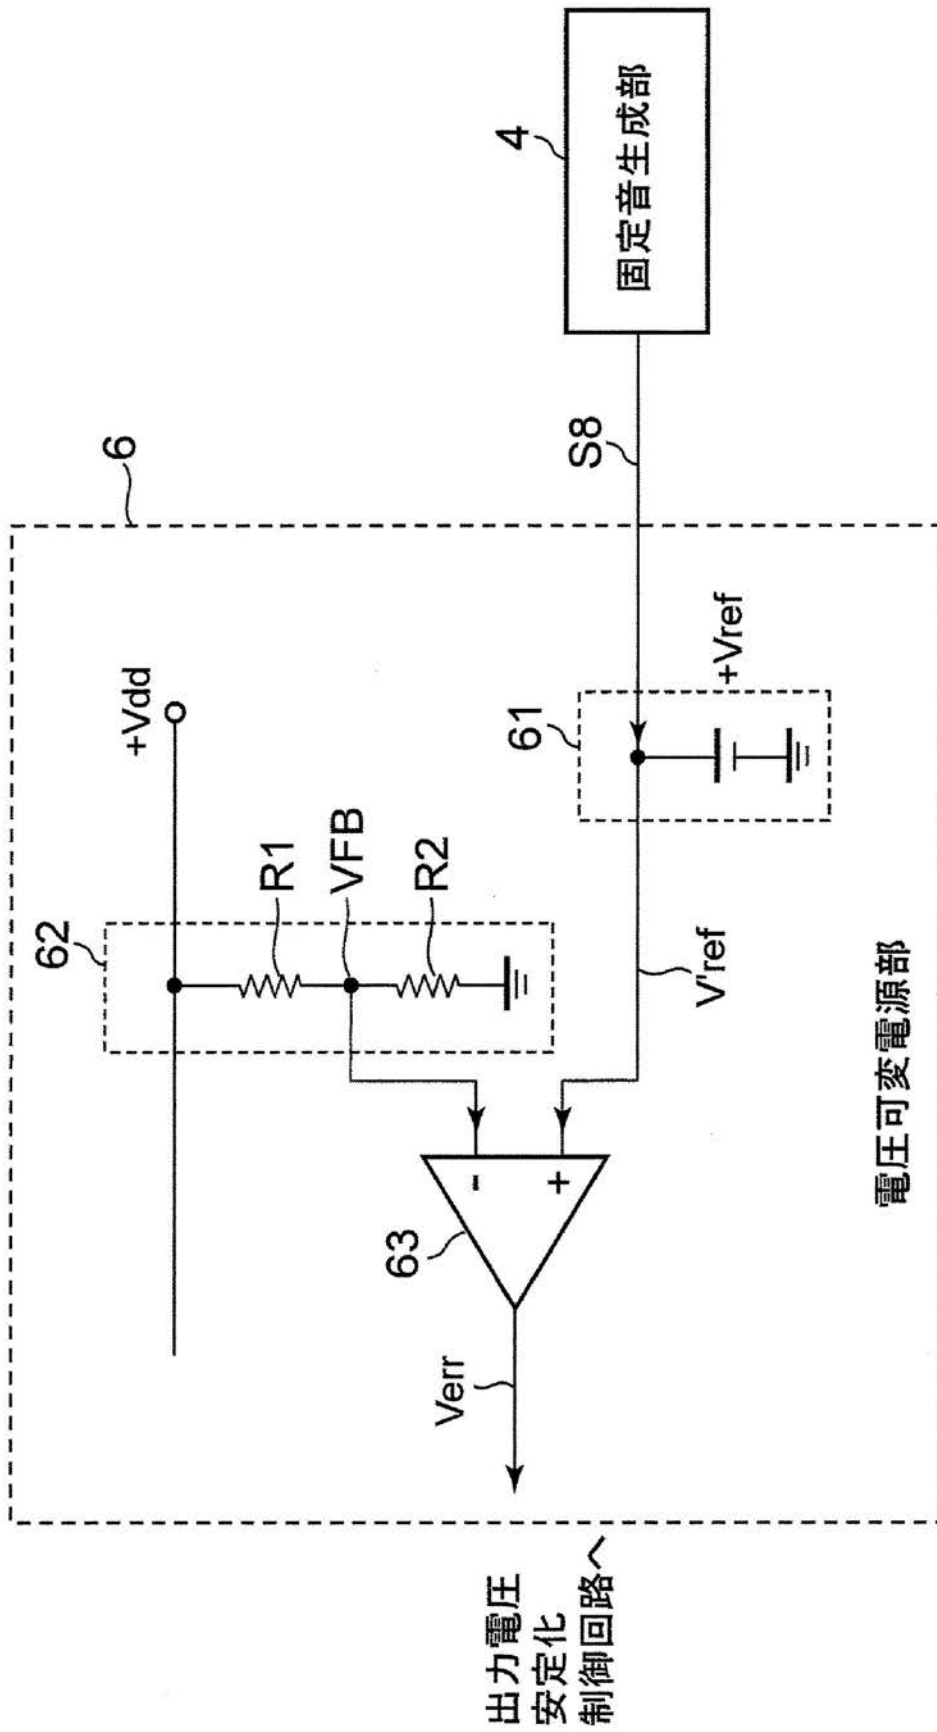 6
62
+Vdd
R1
VFB
R2
63
-
+
Verr
出力電圧
安定化
制御回路へ
61
+Vref
V'ref
S8
4
固定音生成部
電圧可変電源部